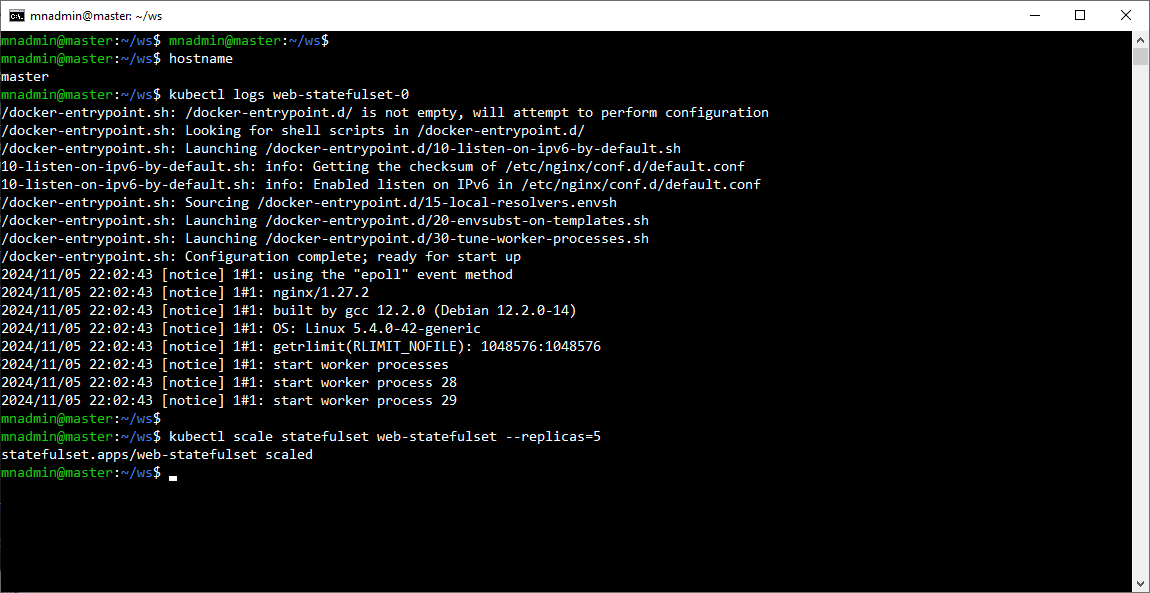 mnadmin@master: ~/ws
mnadmin@master:~/ws$ mnadmin@master:~/ws$
mnadmin@master:~/ws$ hostname
master
mnadmin@master:~/ws$ kubectl logs web-statefulset-0
/docker-entrypoint.sh: /docker-entrypoint.d/ is not empty, will attempt to perform configuration
/docker-entrypoint.sh: Looking for shell scripts in /docker-entrypoint.d/
/docker-entrypoint.sh: Launching /docker-entrypoint.d/10-listen-on-ipv6-by-default.sh
10-listen-on-ipv6-by-default.sh: info: Getting the checksum of /etc/nginx/conf.d/default.conf
10-listen-on-ipv6-by-default.sh: info: Enabled listen on IPv6 in /etc/nginx/conf.d/default.conf
/docker-entrypoint.sh: Sourcing /docker-entrypoint.d/15-local-resolvers.envsh
/docker-entrypoint.sh: Launching /docker-entrypoint.d/20-envsubst-on-templates.sh
/docker-entrypoint.sh: Launching /docker-entrypoint.d/30-tune-worker-processes.sh
/docker-entrypoint.sh: Configuration complete; ready for start up
2024/11/05 22:02:43 [notice] 1#1: using the "epoll" event method
2024/11/05 22:02:43 [notice] 1#1: nginx/1.27.2
2024/11/05 22:02:43 [notice] 1#1: built by gcc 12.2.0 (Debian 12.2.0-14)
2024/11/05 22:02:43 [notice] 1#1: OS: Linux 5.4.0-42-generic
2024/11/05 22:02:43 [notice] 1#1: getrlimit(RLIMIT_NOFILE): 1048576:1048576
2024/11/05 22:02:43 [notice] 1#1: start worker processes
2024/11/05 22:02:43 [notice] 1#1: start worker process 28
2024/11/05 22:02:43 [notice] 1#1: start worker process 29
mnadmin@master:~/ws$
mnadmin@master:~/ws$ kubectl scale statefulset web-statefulset --replicas=5
statefulset.apps/web-statefulset scaled
mnadmin@master:~/ws$